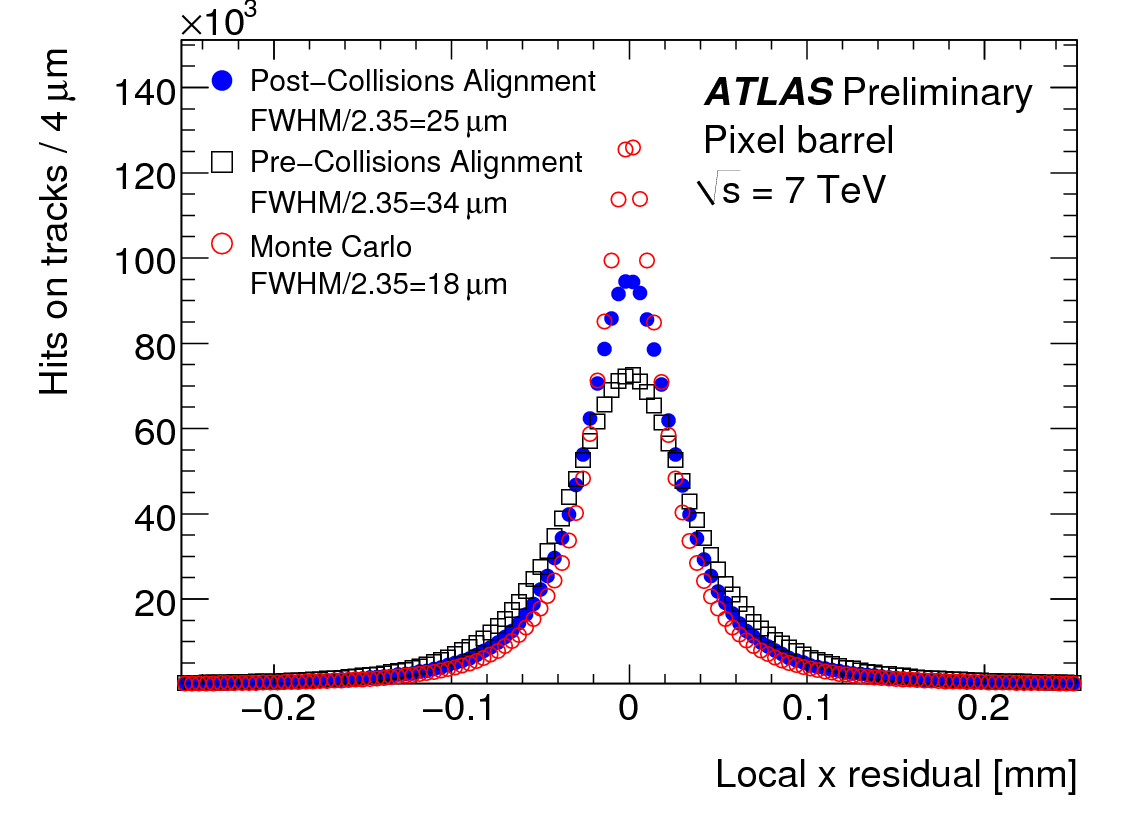 ×10³
Hits on tracks / 4 μm
140
120
100
80
60
40
20
Post−Collisions Alignment
FWHM/2.35=25 μm
Pre−Collisions Alignment
FWHM/2.35=34 μm
Monte Carlo
FWHM/2.35=18 μm
ATLAS Preliminary
Pixel barrel
√s = 7 TeV
−0.2 −0.1 0 0.1 0.2
Local x residual [mm]